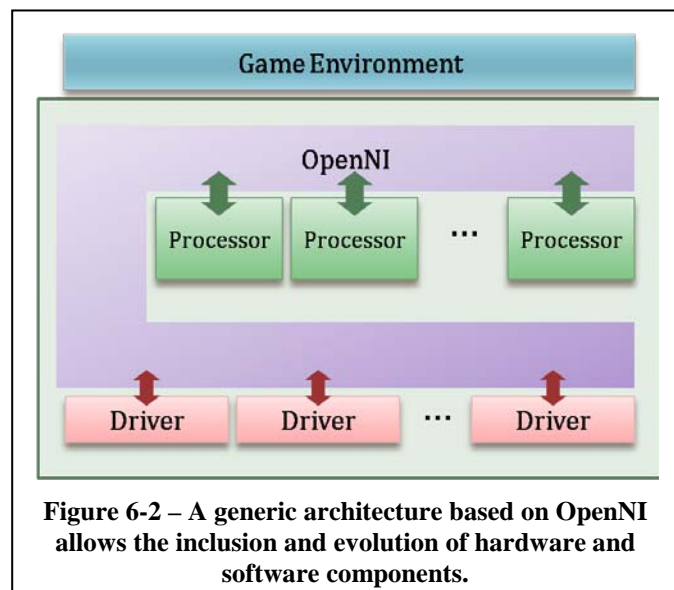 Game Environment
OpenNI
Processor Processor ... Processor
Driver Driver ... Driver
Figure 6-2 – A generic architecture based on OpenNI
allows the inclusion and evolution of hardware and
software components.